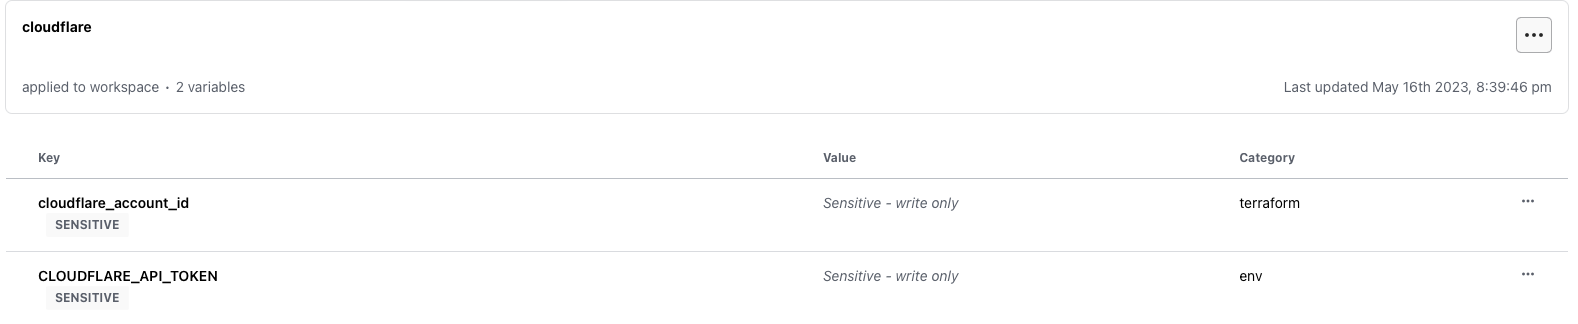 cloudflare
applied to workspace · 2 variables
Last updated May 16th 2023, 8:39:46 pm
Key Value Category
cloudflare_account_id Sensitive - write only terraform
SENSITIVE
CLOUDFLARE_API_TOKEN Sensitive - write only env
SENSITIVE